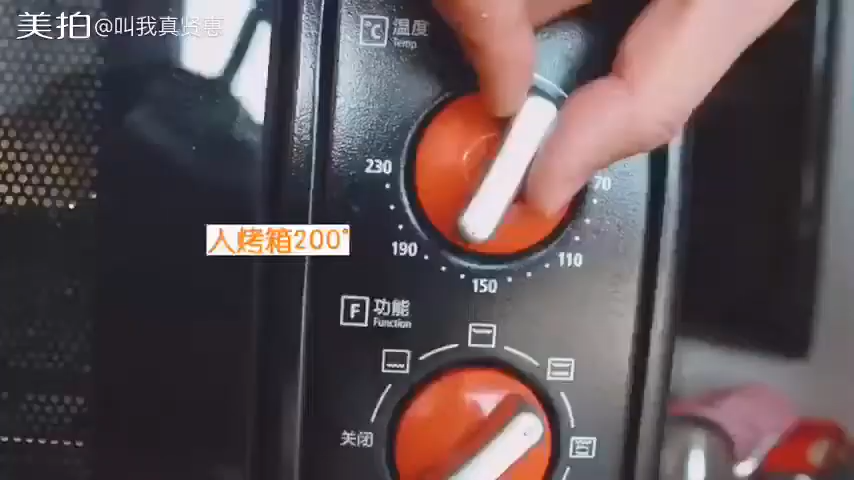 美拍@叫我真贤惠
℃ 温度
Temp
230
70
人烤箱200°
190
110
150
F 功能
Function
关闭